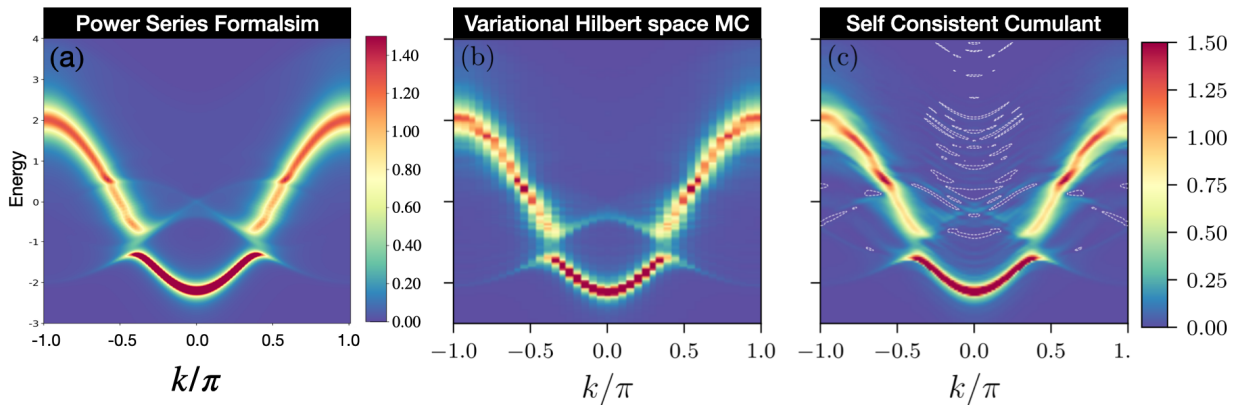 Power Series Formalsim
Variational Hilbert space MC
Self Consistent Cumulant
(a)
(b)
(c)
Energy
4
3
2
1
0
-1
-2
-3
-1.0 -0.5 0.0 0.5 1.0
k/π
1.40
1.20
1.00
0.80
0.60
0.40
0.20
0.00
−1.0 −0.5 0.0 0.5 1.0
k/π
−1.0 −0.5 0.0 0.5 1.
k/π
1.50
1.25
1.00
0.75
0.50
0.25
0.00